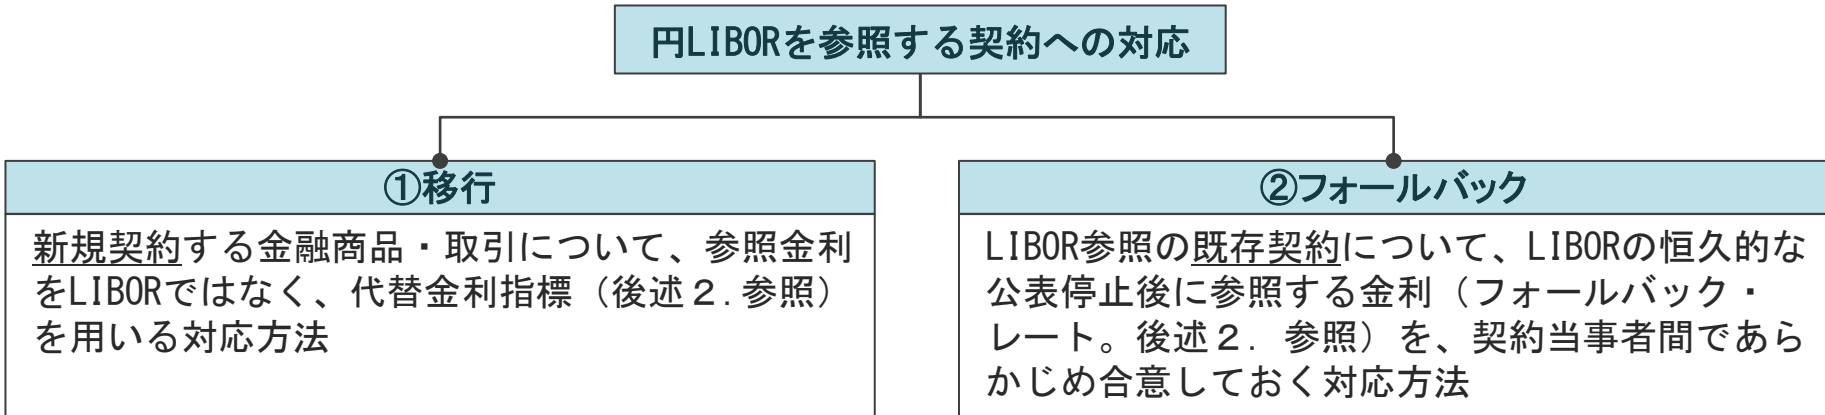 円LIBORを参照する契約への対応
①移行
新規契約する金融商品・取引について、参照金利
をLIBORではなく、代替金利指標（後述２.参照）
を用いる対応方法
②フォールバック
LIBOR参照の既存契約について、LIBORの恒久的な
公表停止後に参照する金利（フォールバック・
レート。後述２. 参照）を、契約当事者間であら
かじめ合意しておく対応方法